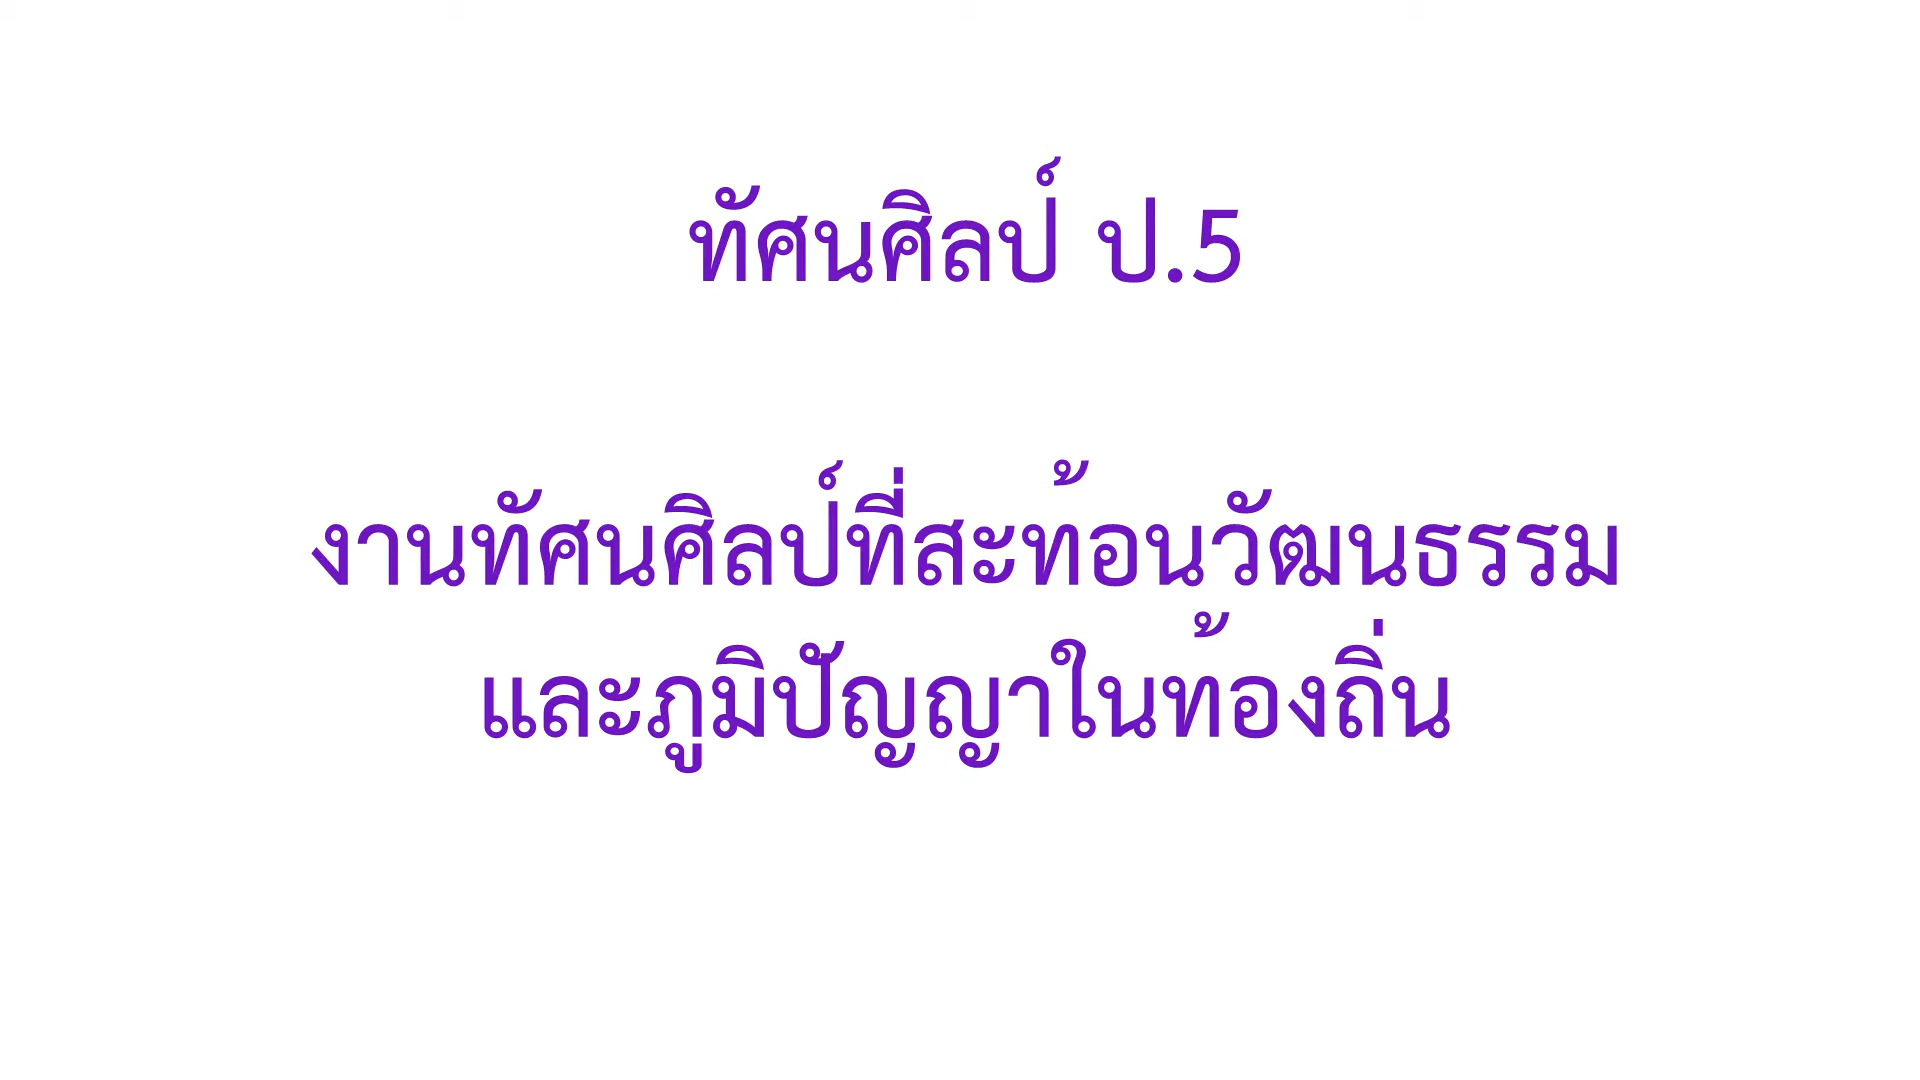 ทัศนศิลป์ ป.5
งานทัศนศิลป์ที่สะท้อนวัฒนธรรม
และภูมิปัญญาในท้องถิ่น